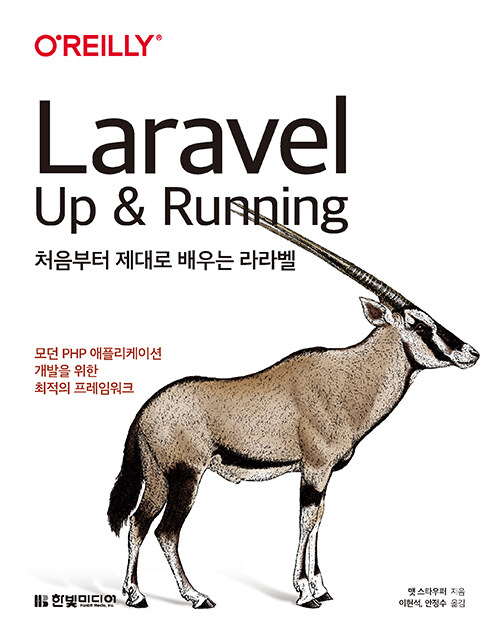 O'REILLY®
Laravel
Up & Running
처음부터 제대로 배우는 라라벨
모던 PHP 애플리케이션
개발을 위한
최적의 프레임워크
맷 스타우퍼 지음
이현석, 안정수 옮김
한빛미디어
Hanbit Media, Inc.